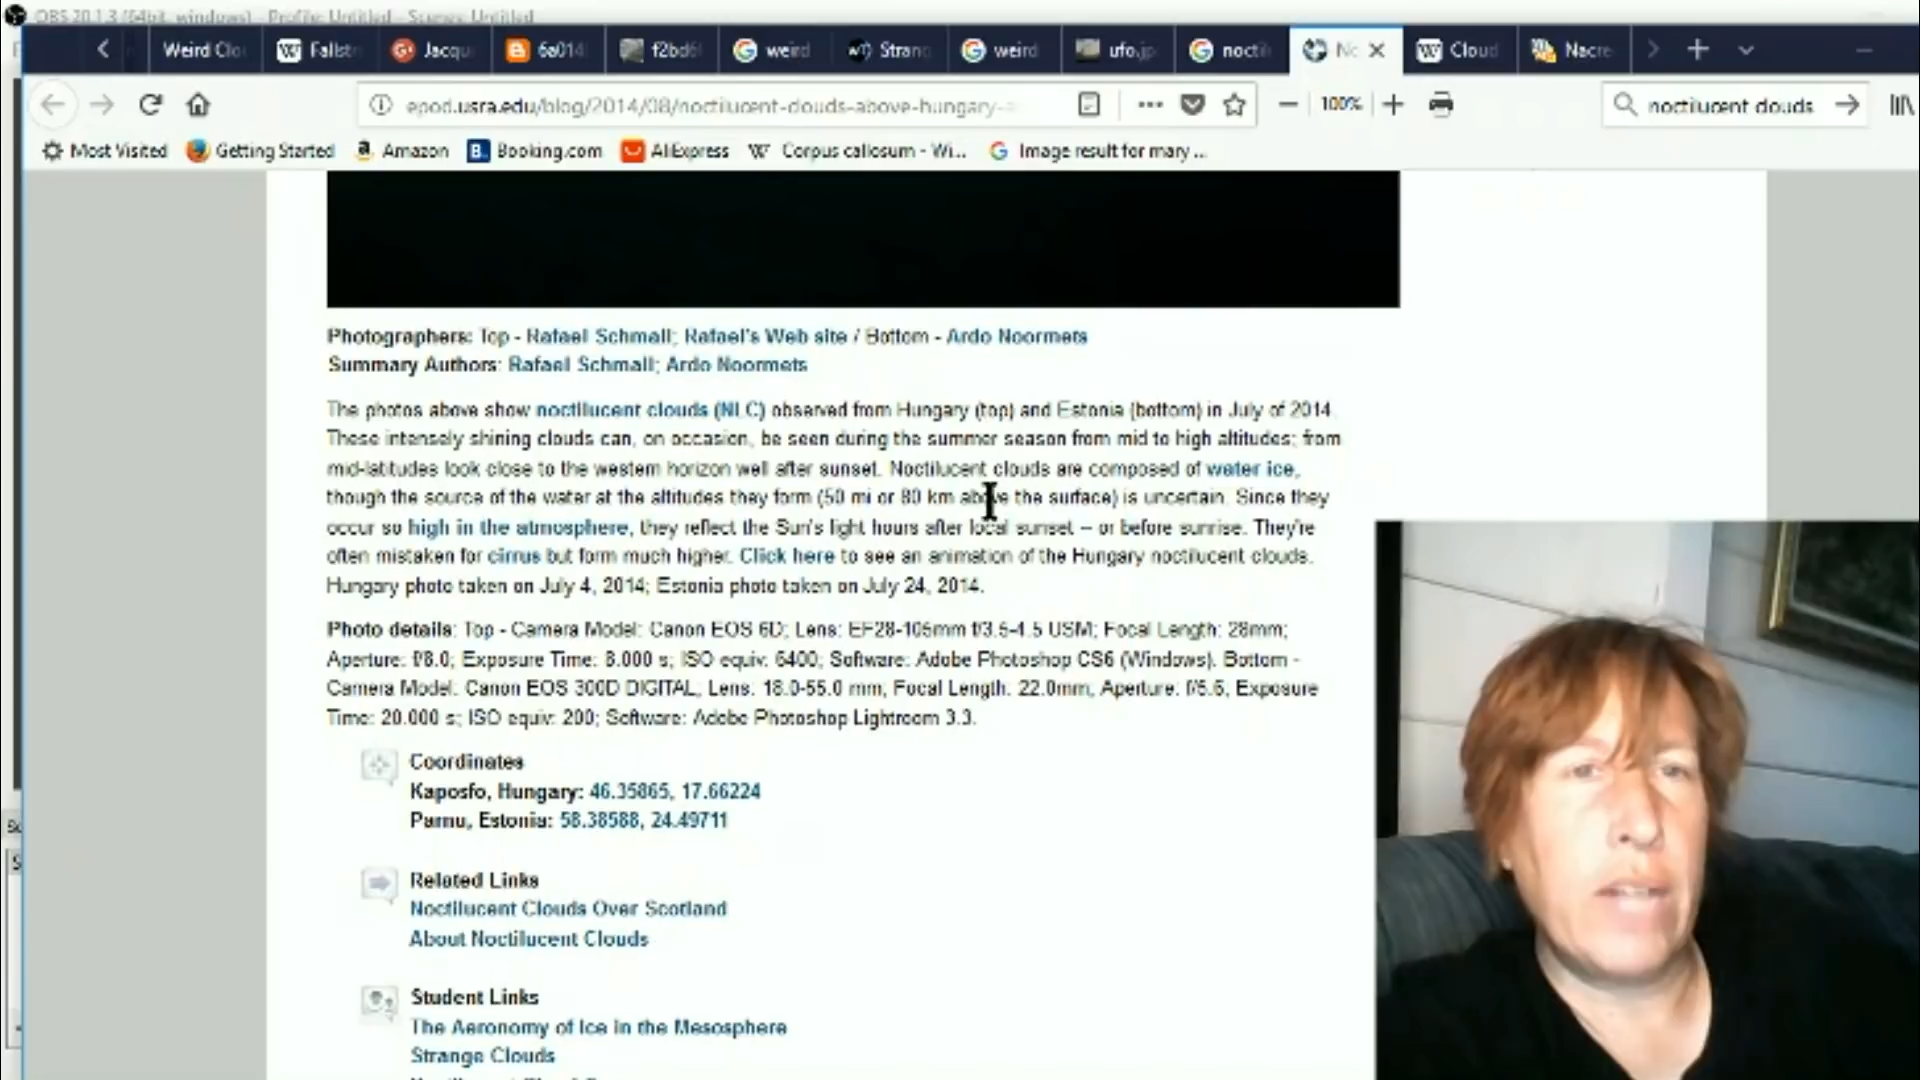 OBS 20.1.3 (64bit, windows) - Profile: Untitled - Scenes: Untitled
Weird Clo
Fallstr
Jacqu
6a014
f2bd6
weird
Strang
weird
ufo.jp
noctil
Nc
Cloud
Nacre
epod.usra.edu/blog/2014/08/noctilucent-clouds-above-hungary-a
100%
noctilucent clouds
Most Visited
Getting Started
Amazon
Booking.com
AliExpress
Corpus callosum - Wi...
Image result for mary ...
Photographers: Top - Rafael Schmall; Rafael's Web site / Bottom - Ardo Noormets
Summary Authors: Rafael Schmall; Ardo Noormets
The photos above show noctilucent clouds (NLC) observed from Hungary (top) and Estonia (bottom) in July of 2014.
These intensely shining clouds can, on occasion, be seen during the summer season from mid to high altitudes; from
mid-latitudes look close to the western horizon well after sunset. Noctilucent clouds are composed of water ice,
though the source of the water at the altitudes they form (50 mi or 80 km above the surface) is uncertain. Since they
occur so high in the atmosphere, they reflect the Sun's light hours after local sunset -- or before sunrise. They're
often mistaken for cirrus but form much higher. Click here to see an animation of the Hungary noctilucent clouds.
Hungary photo taken on July 4, 2014; Estonia photo taken on July 24, 2014.
Photo details: Top - Camera Model: Canon EOS 6D; Lens: EF28-105mm f/3.5-4.5 USM; Focal Length: 28mm;
Aperture: f/8.0; Exposure Time: 8.000 s; ISO equiv: 6400; Software: Adobe Photoshop CS6 (Windows). Bottom -
Camera Model: Canon EOS 300D DIGITAL; Lens: 18.0-55.0 mm; Focal Length: 22.0mm; Aperture: f/5.6; Exposure
Time: 20.000 s; ISO equiv: 200; Software: Adobe Photoshop Lightroom 3.3.
Coordinates
Kaposfo, Hungary: 46.35865, 17.66224
Parnu, Estonia: 58.38588, 24.49711
Related Links
Noctilucent Clouds Over Scotland
About Noctilucent Clouds
Student Links
The Aeronomy of Ice in the Mesosphere
Strange Clouds